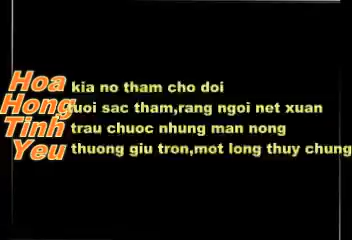 Hoa
Hong
Tinh
Yeu
kia no tham cho doi
tuoi sac tham,rang ngoi net xuan
trau chuoc nhung man nong
thuong giu tron,mot long thuy chung